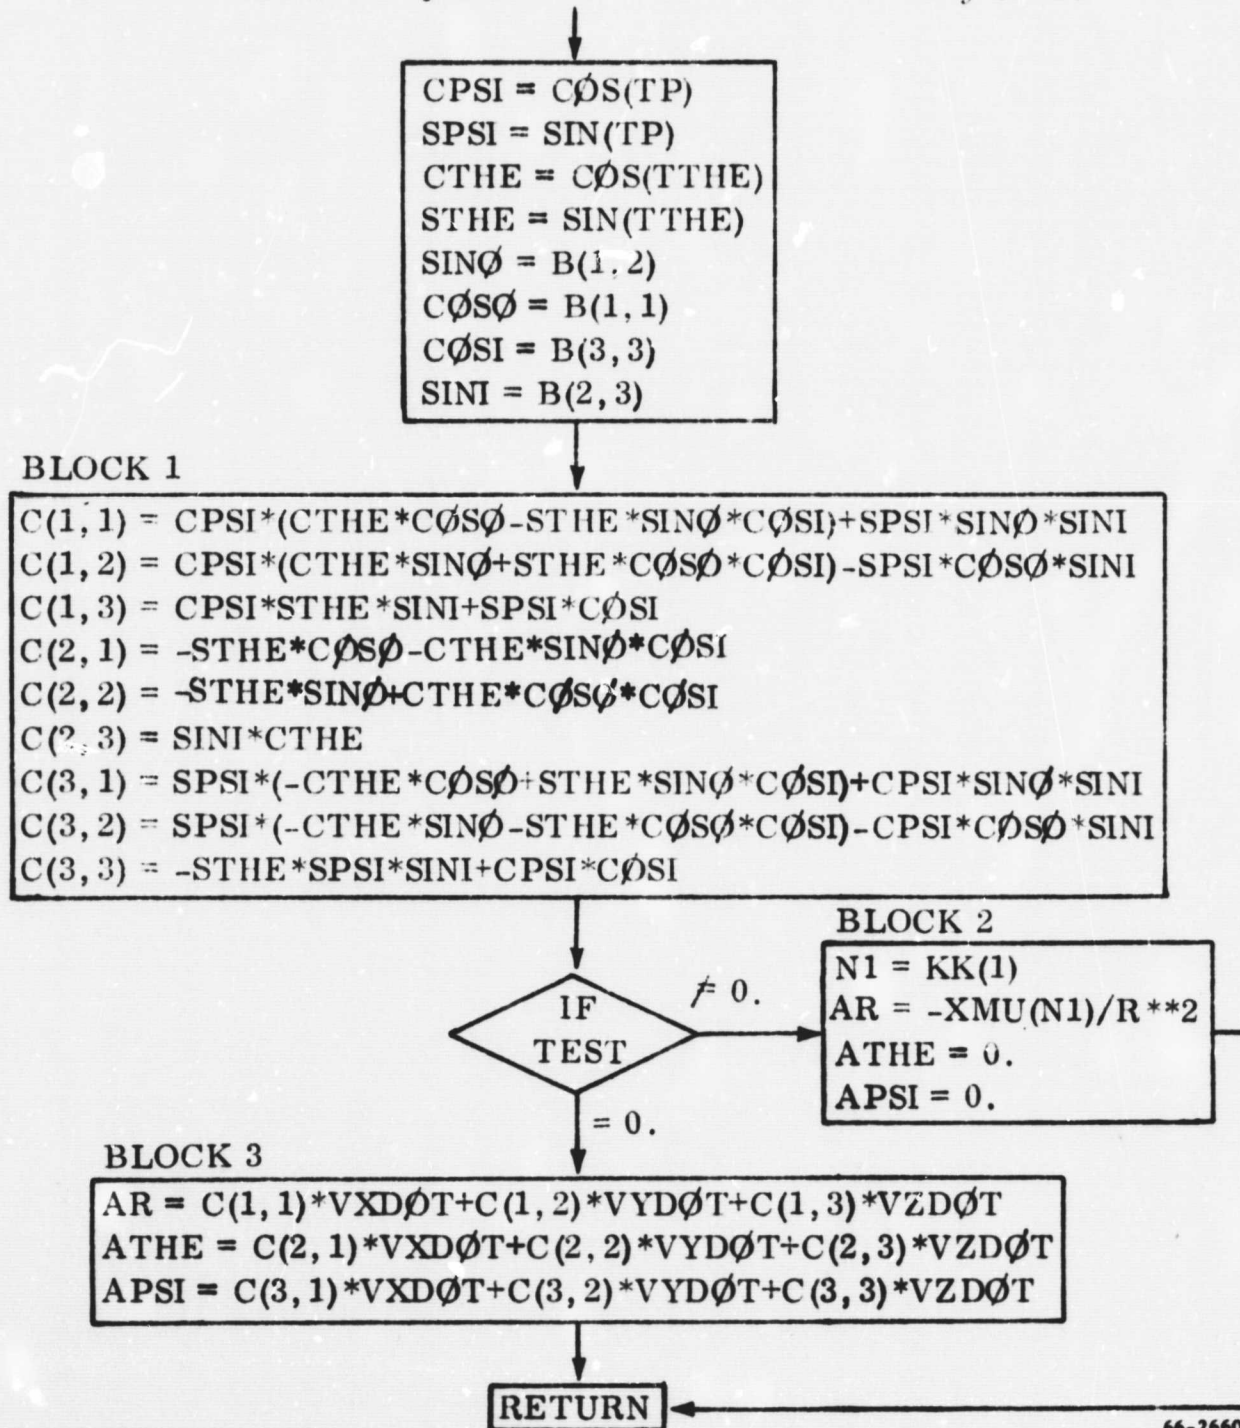 CPSI = CØS(TP)
SPSI = SIN(TP)
CTHE = CØS(TTHE)
STHE = SIN(TTHE)
SINØ = B(1,2)
CØSØ = B(1,1)
CØSI = B(3,3)
SINI = B(2,3)
BLOCK 1
C(1,1) = CPSI*(CTHE*CØSØ-STHE*SINØ*CØSI)+SPSI*SINØ*SINI
C(1,2) = CPSI*(CTHE*SINØ+STHE*CØSØ*CØSI)-SPSI*CØSØ*SINI
C(1,3) = CPSI*STHE*SINI+SPSI*CØSI
C(2,1) = -STHE*CØSØ-CTHE*SINØ*CØSI
C(2,2) = -STHE*SINØ+CTHE*CØSØ*CØSI
C(2,3) = SINI*CTHE
C(3,1) = SPSI*(-CTHE*CØSØ+STHE*SINØ*CØSI)+CPSI*SINØ*SINI
C(3,2) = SPSI*(-CTHE*SINØ-STHE*CØSØ*CØSI)-CPSI*CØSØ*SINI
C(3,3) = -STHE*SPSI*SINI+CPSI*CØSI
IF
TEST
≠ 0.
BLOCK 2
N1 = KK(1)
AR = -XMU(N1)/R**2
ATHE = 0.
APSI = 0.
= 0.
BLOCK 3
AR = C(1,1)*VXDØT+C(1,2)*VYDØT+C(1,3)*VZDØT
ATHE = C(2,1)*VXDØT+C(2,2)*VYDØT+C(2,3)*VZDØT
APSI = C(3,1)*VXDØT+C(3,2)*VYDØT+C(3,3)*VZDØT
RETURN
66-2660